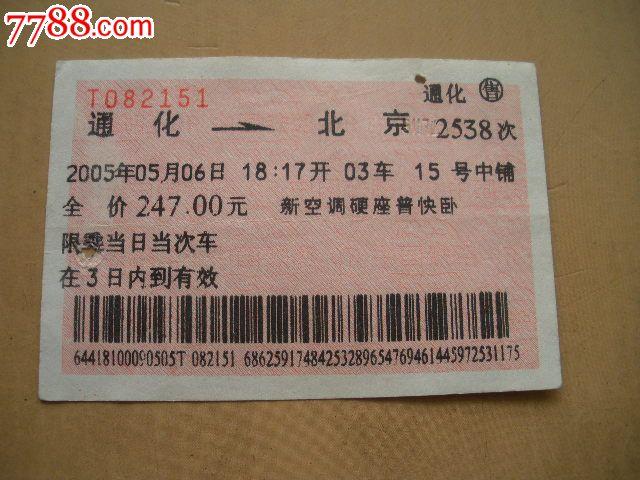 7788.com
T082151
通化 售
通 化 → 北 京 2538次
2005年05月06日 18:17开 03车 15 号中铺
全 价 247.00元 新空调硬座普快卧
限乘当日当次车
在3日内到有效
64418100090505T 082151 68625917484253289654769461445972531175